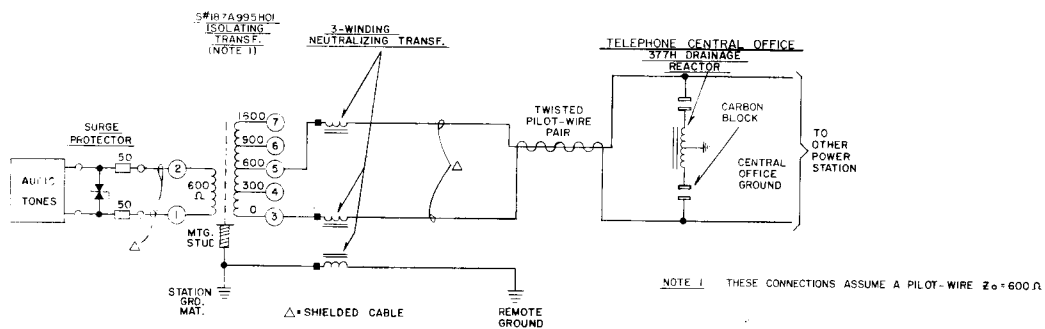 S#187A995H01
ISOLATING
TRANSF.
(NOTE 1)
3-WINDING
NEUTRALIZING TRANSF.
TELEPHONE CENTRAL OFFICE
377H DRAINAGE
REACTOR
SURGE
PROTECTOR
TWISTED
PILOT-WIRE
PAIR
CARBON
BLOCK
TO
OTHER
POWER
STATION
CENTRAL
OFFICE
GROUND
TONES
50
50
2
1
600
Ω
1600
7
900
6
600
5
300
4
0
3
Δ
Δ
MTG.
STUD
STATION
GRD.
MAT.
Δ=SHIELDED CABLE
REMOTE
GROUND
NOTE 1 THESE CONNECTIONS ASSUME A PILOT-WIRE Zo=600Ω